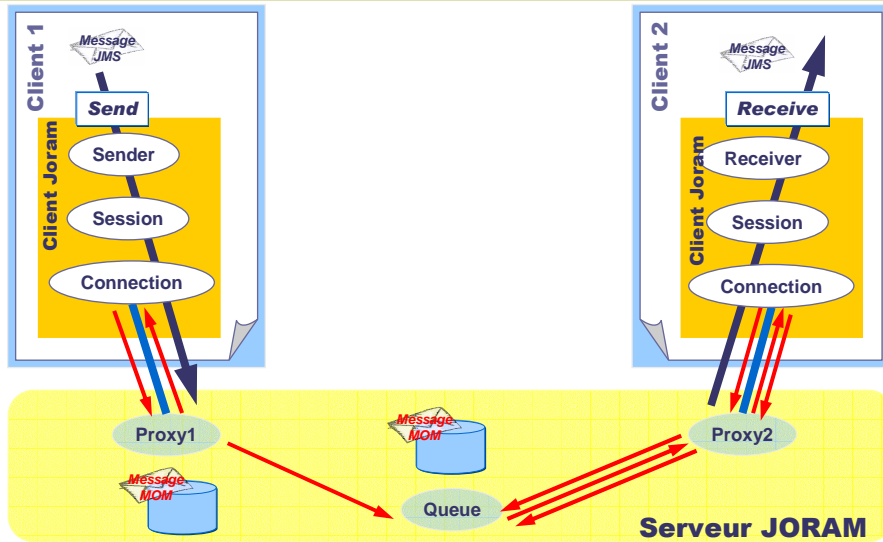 Client 1
Message
JMS
Send
Client Joram
Sender
Session
Connection
Client 2
Message
JMS
Receive
Client Joram
Receiver
Session
Connection
Proxy1
Message
MOM
Message
MOM
Queue
Proxy2
Serveur JORAM